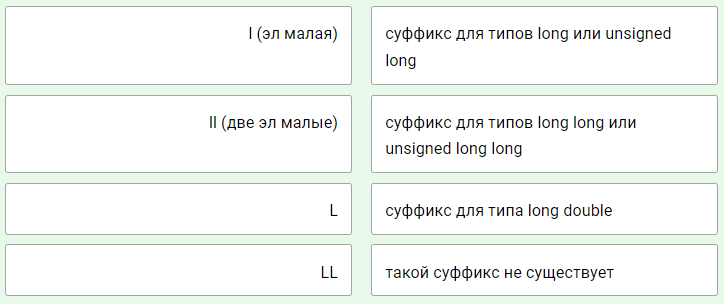 l (эл малая)
суффикс для типов long или unsigned
long
ll (две эл малые)
суффикс для типов long long или
unsigned long long
L
суффикс для типа long double
LL
такой суффикс не существует